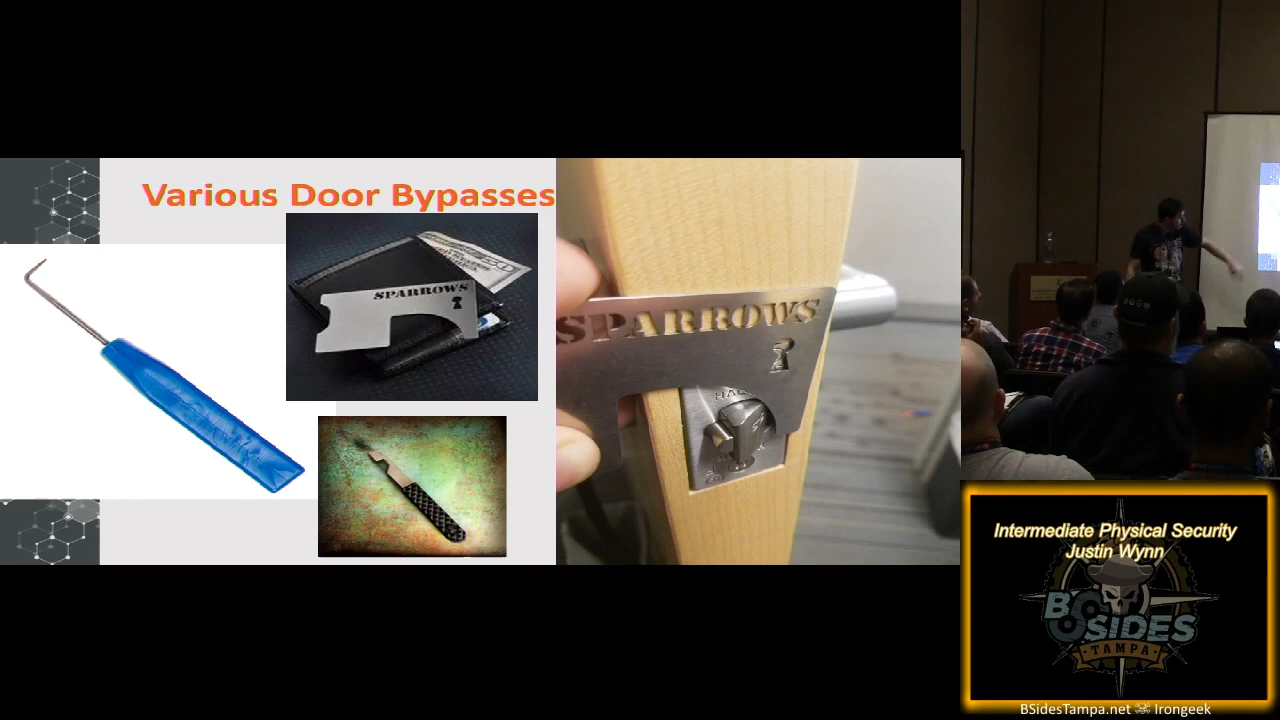 Various Door Bypasses
SPARROWS
SPARROWS
Intermediate Physical Security
Justin Wynn
BSIDES
TAMPA
BSidesTampa.net ☠ Irongeek